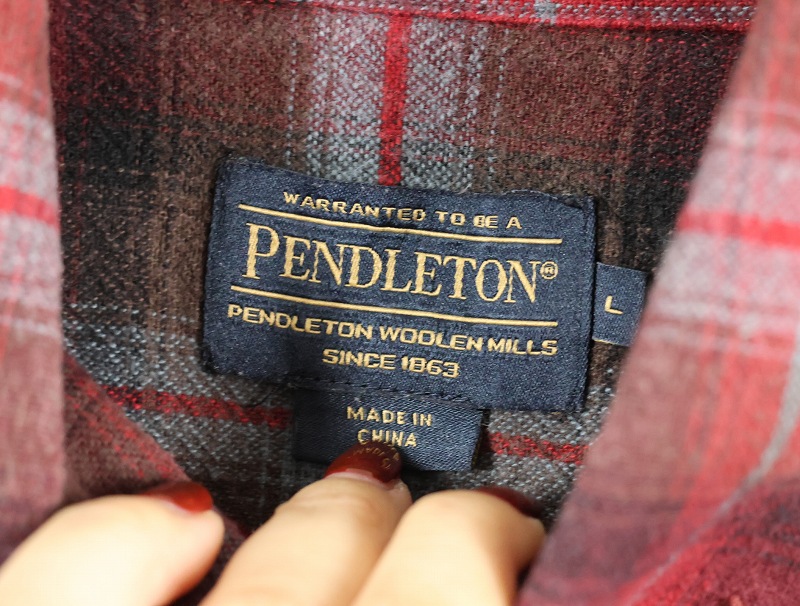 WARRANTED TO BE A
PENDLETON®
PENDLETON WOOLEN MILLS
SINCE 1863
L
MADE IN
CHINA